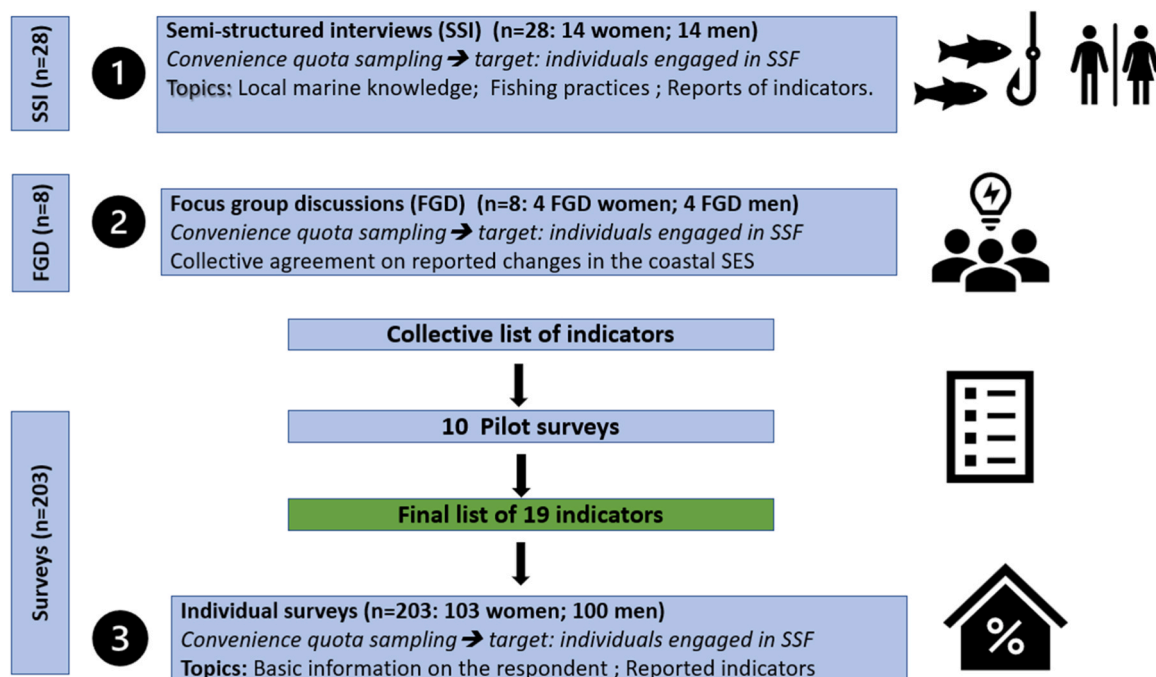 SSI (n=28)
1
Semi-structured interviews (SSI) (n=28: 14 women; 14 men)
Convenience quota sampling ➔ target: individuals engaged in SSF
Topics: Local marine knowledge; Fishing practices ; Reports of indicators.
FGD (n=8)
2
Focus group discussions (FGD) (n=8: 4 FGD women; 4 FGD men)
Convenience quota sampling ➔ target: individuals engaged in SSF
Collective agreement on reported changes in the coastal SES
Collective list of indicators
10 Pilot surveys
Final list of 19 indicators
Surveys (n=203)
3
Individual surveys (n=203: 103 women; 100 men)
Convenience quota sampling ➔ target: individuals engaged in SSF
Topics: Basic information on the respondent ; Reported indicators
%